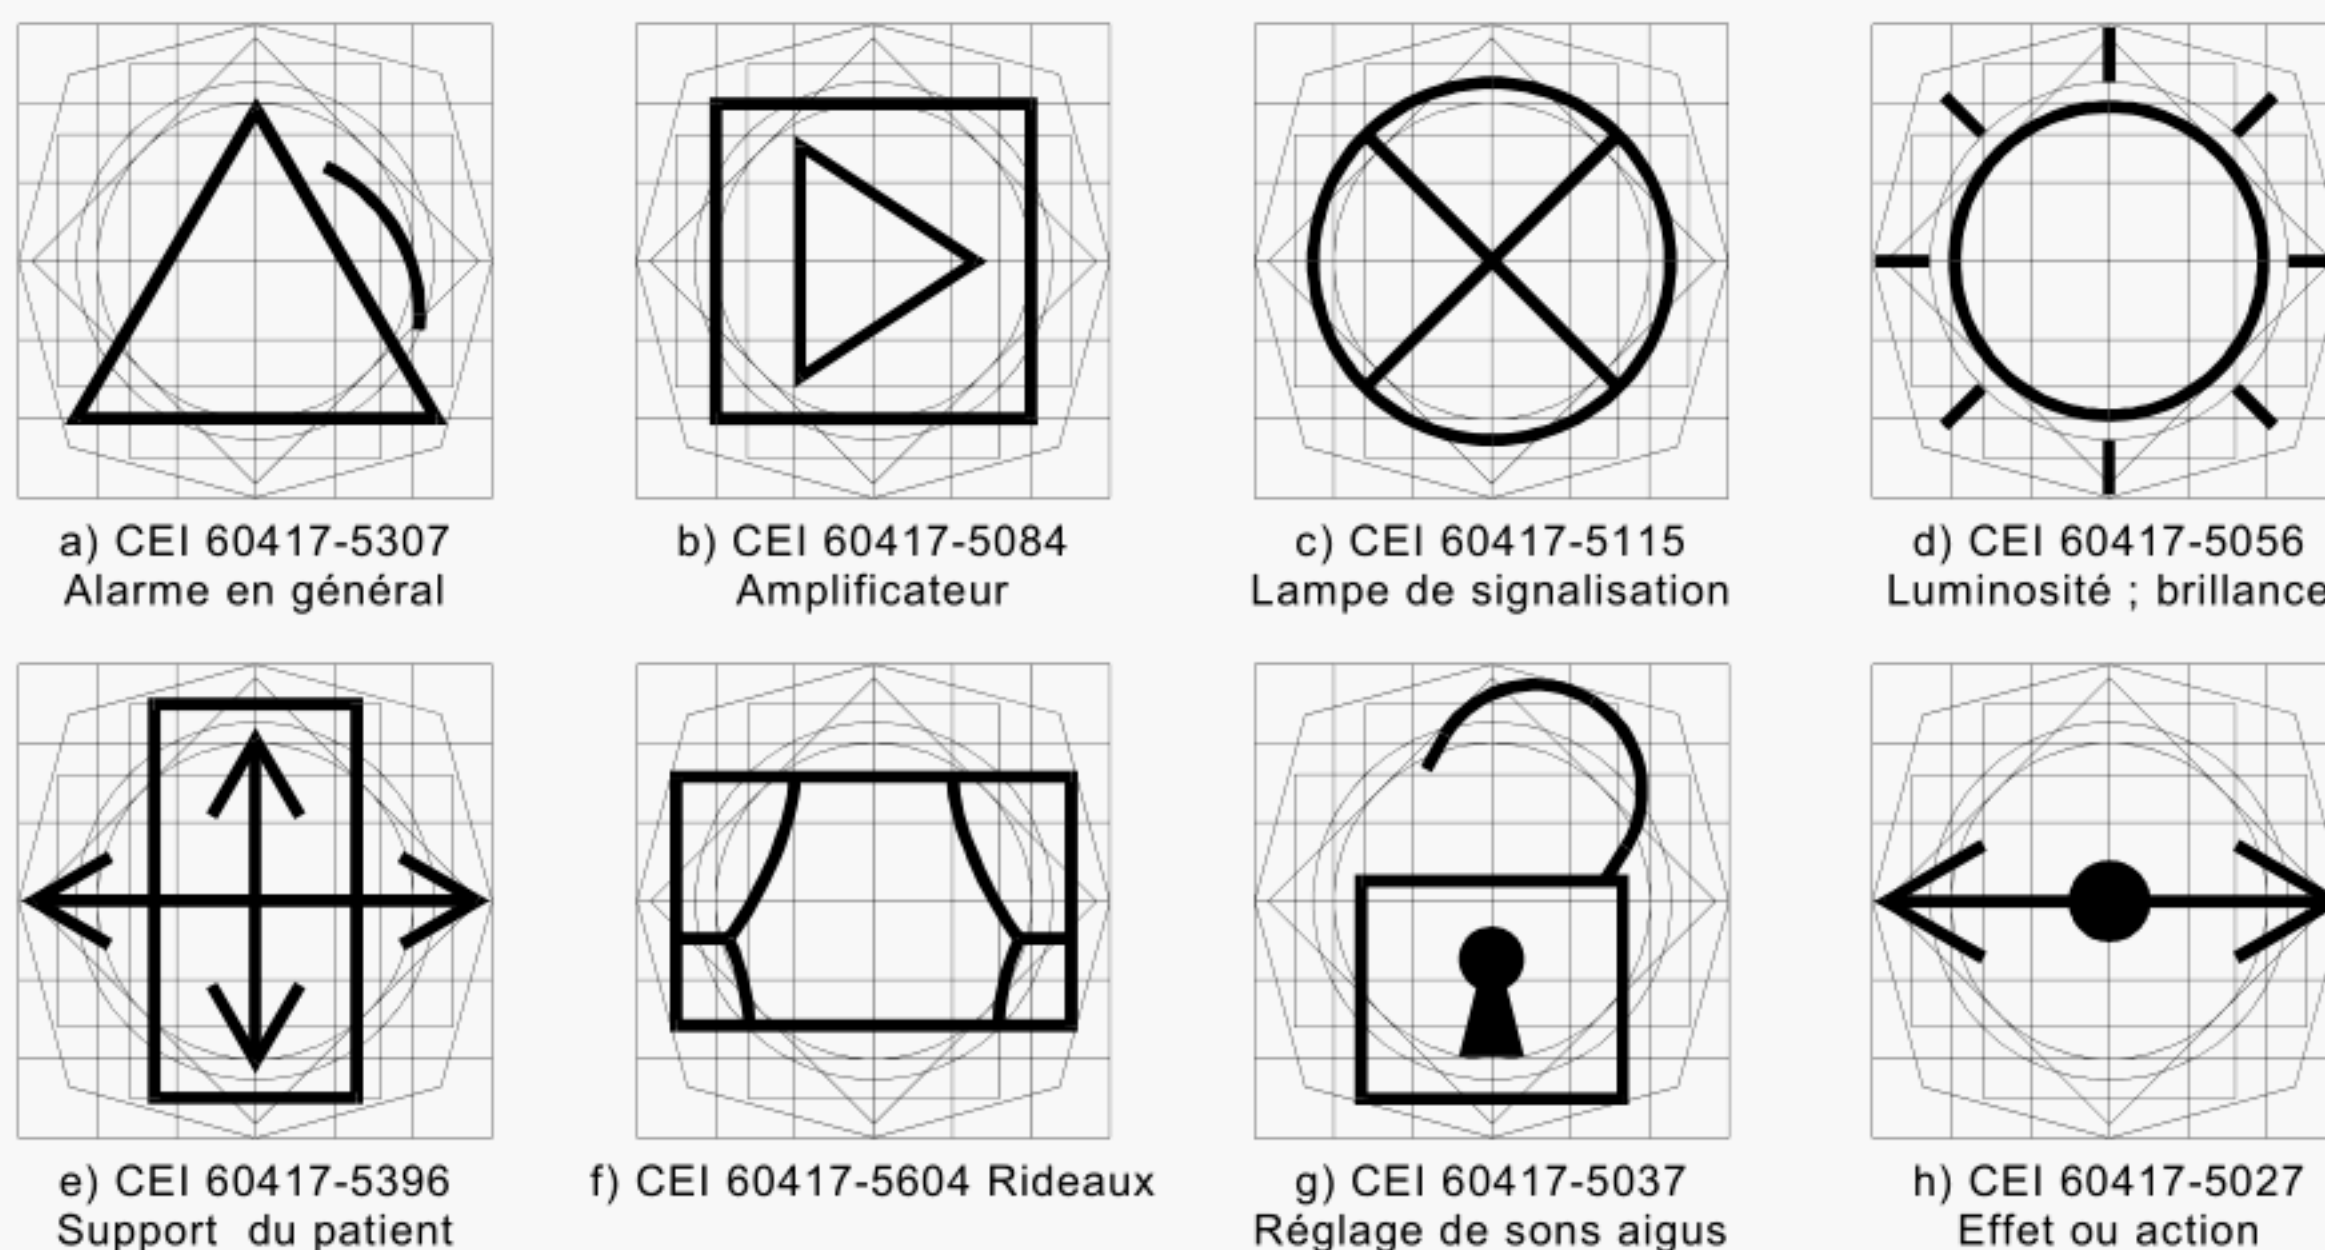 a) CEI 60417-5307
Alarme en général
b) CEI 60417-5084
Amplificateur
c) CEI 60417-5115
Lampe de signalisation
d) CEI 60417-5056
Luminosité ; brillance
e) CEI 60417-5396
Support du patient
f) CEI 60417-5604 Rideaux
g) CEI 60417-5037
Réglage de sons aigus
h) CEI 60417-5027
Effet ou action